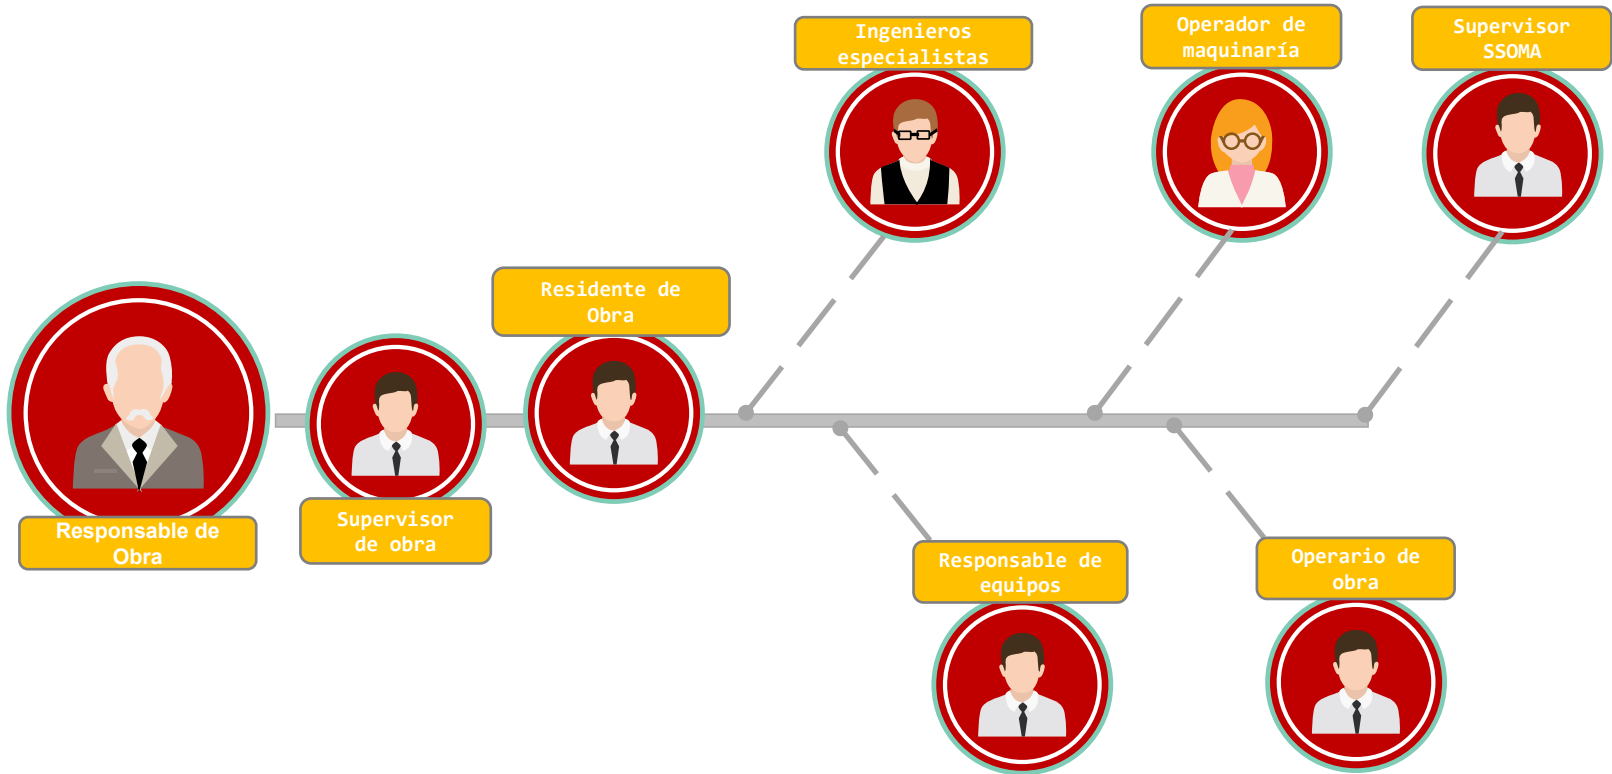 Ingenieros
especialistas
Operador de
maquinaría
Supervisor
SSOMA
Residente de
Obra
Responsable de
Obra
Supervisor
de obra
Responsable de
equipos
Operario de
obra